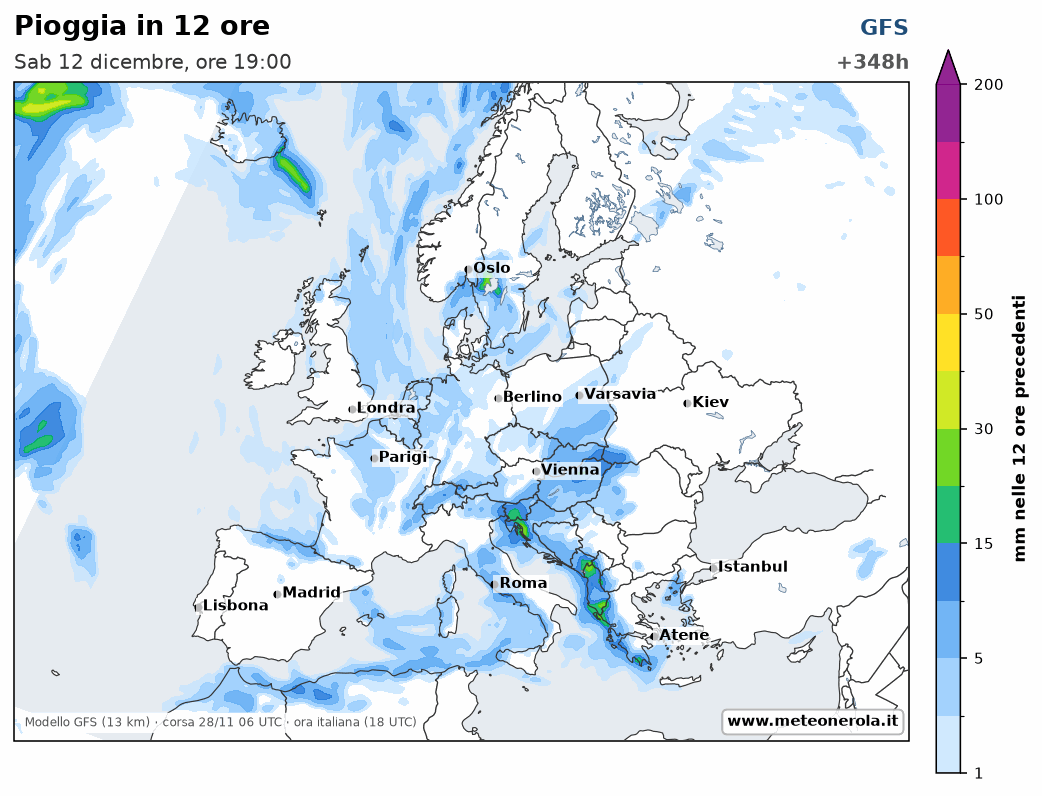 Pioggia in 12 ore
GFS
Sab 12 dicembre, ore 19:00
+348h
200
100
50
30
15
5
1
mm nelle 12 ore precedenti
Oslo
Berlino
Varsavia
Kiev
Londra
Parigi
Vienna
Istanbul
Roma
Madrid
Lisbona
Atene
Modello GFS (13 km) · corsa 28/11 06 UTC · ora italiana (18 UTC)
www.meteonerola.it